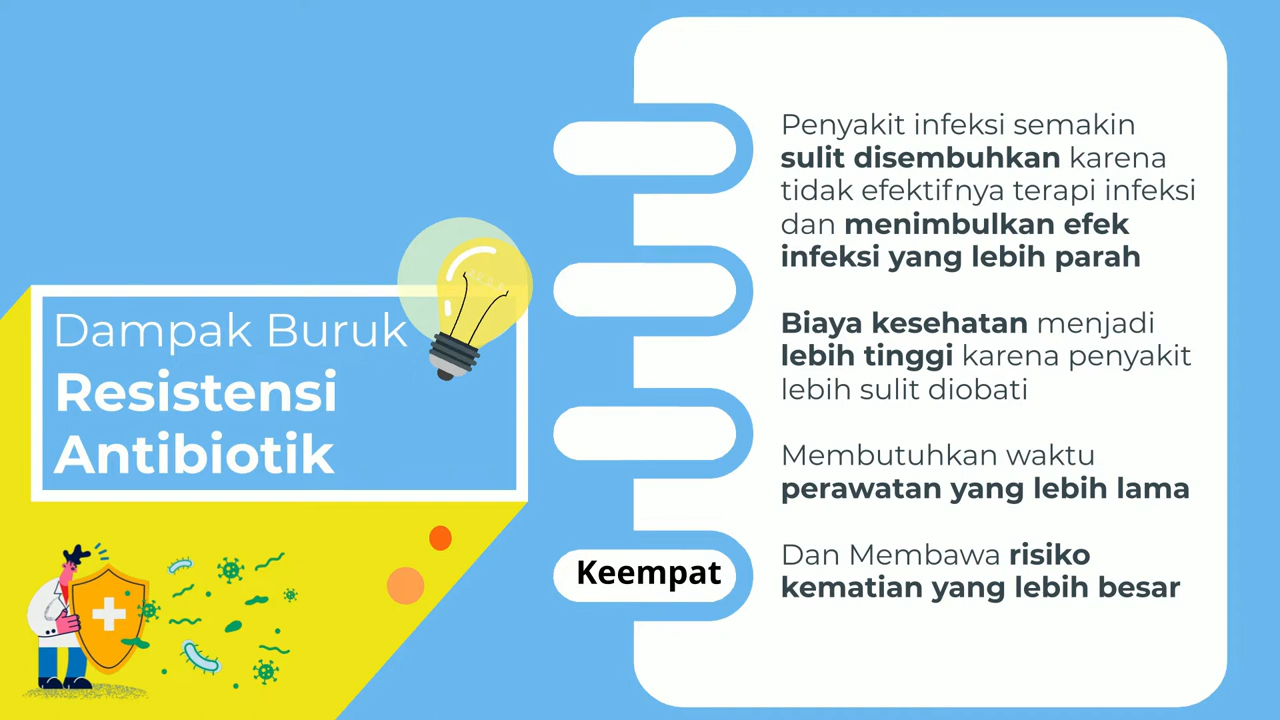 Dampak Buruk
Resistensi
Antibiotik
Penyakit infeksi semakin
sulit disembuhkan karena
tidak efektifnya terapi infeksi
dan menimbulkan efek
infeksi yang lebih parah
Biaya kesehatan menjadi
lebih tinggi karena penyakit
lebih sulit diobati
Membutuhkan waktu
perawatan yang lebih lama
Keempat
Dan Membawa risiko
kematian yang lebih besar